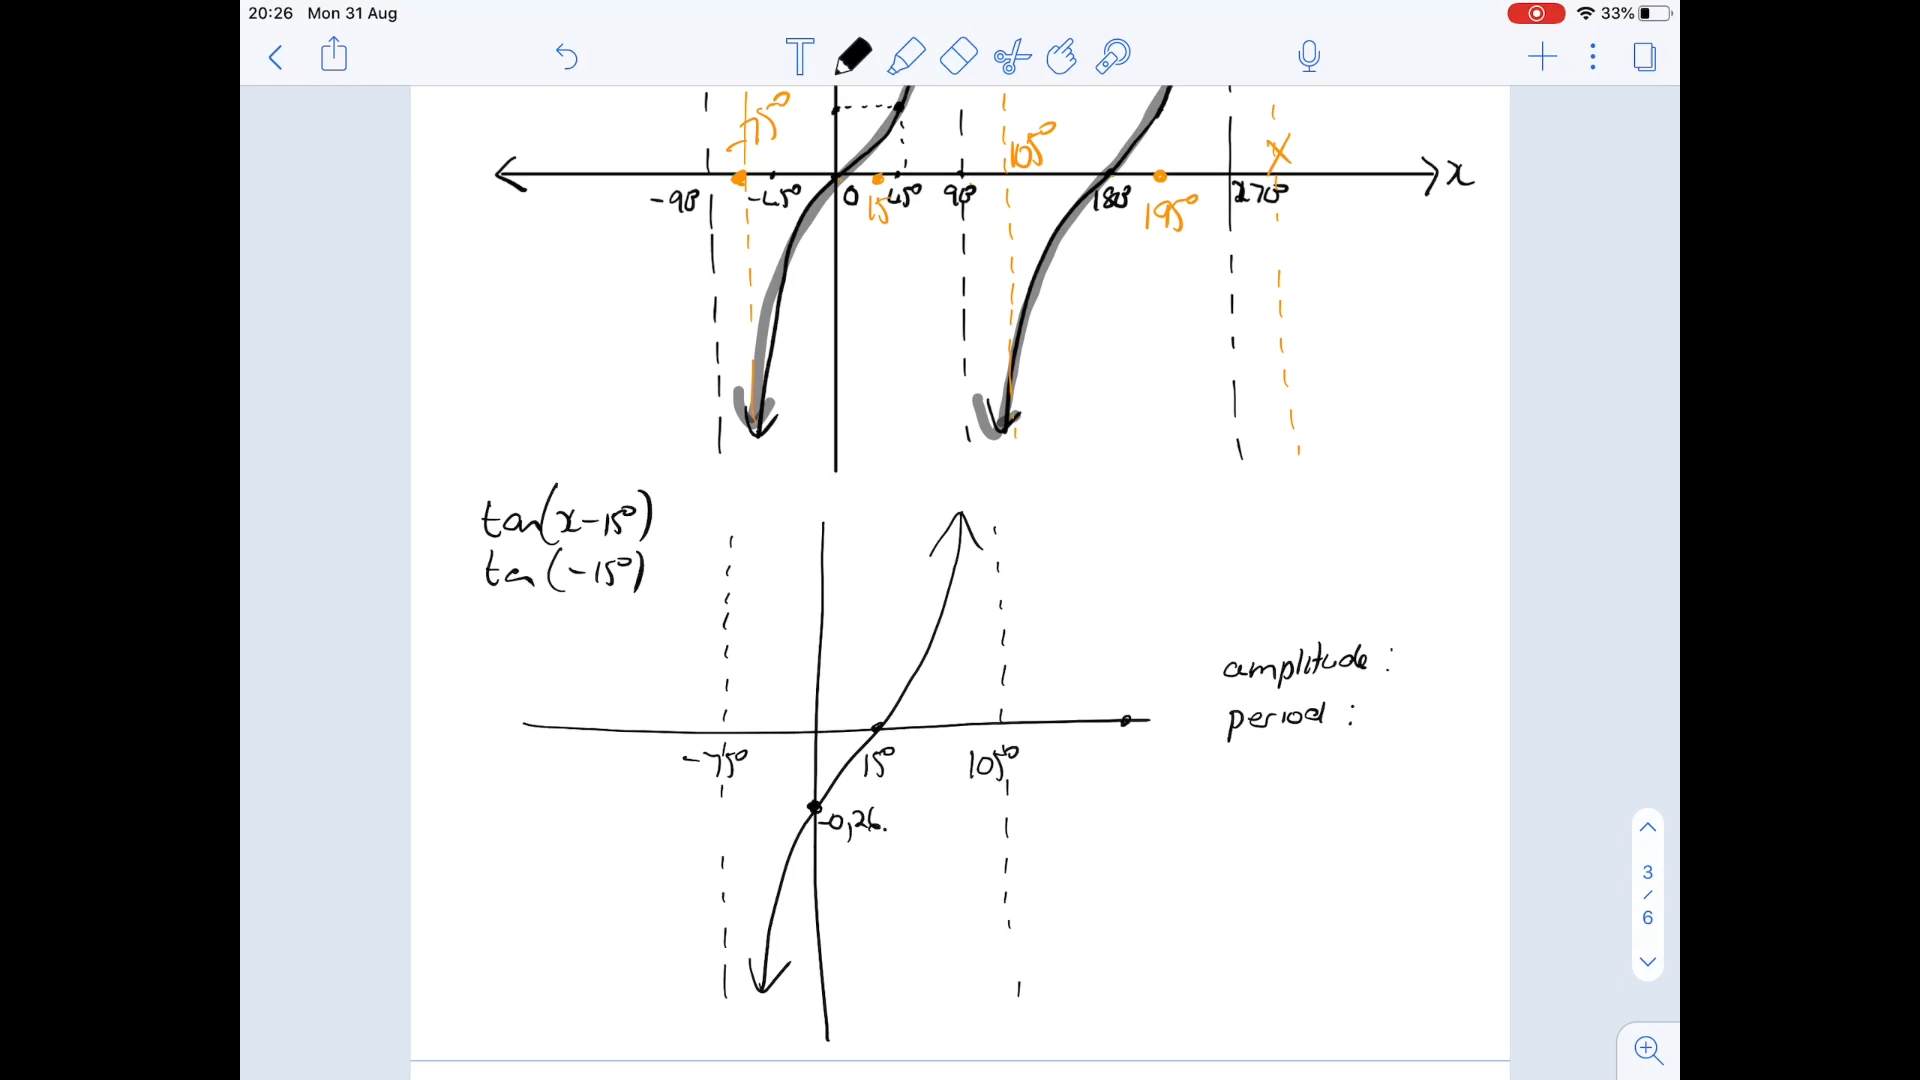 20:26 Mon 31 Aug
33%
T
-75°
105°
x
-90° -45° 0 15° 45° 90° 180° 195° 270°
tan(x-15°)
tan(-15°)
amplitude :
period :
-75° 15° 105°
-0,26.
3
/
6